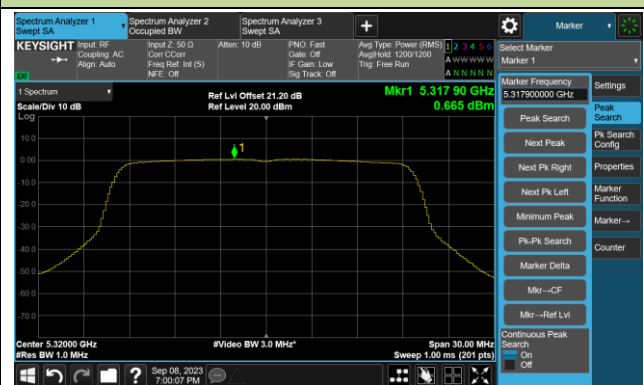 Spectrum Analyzer 1
Swept SA
Spectrum Analyzer 2
Occupied BW
Spectrum Analyzer 3
Swept SA
+
Marker
KEYSIGHT
Input: RF
Coupling: AC
Align: Auto
Input Z: 50 Ω
Corr CCorr
Freq Ref: Int (S)
NFE: Off
Atten: 10 dB
PNO: Fast
Gate: Off
IF Gain: Low
Sig Track: Off
Avg Type: Power (RMS)
Avg|Hold: 1200/1200
Trig: Free Run
1 2 3 4 5 6
A W W W W W
A N N N N N
LXI
Select Marker
Marker 1
1 Spectrum
Scale/Div 10 dB
Log
Ref Lvl Offset 21.20 dB
Ref Level 20.00 dBm
Mkr1 5.317 90 GHz
0.665 dBm
1
10.0
0.00
-10.0
-20.0
-30.0
-40.0
-50.0
-60.0
-70.0
Center 5.32000 GHz
#Res BW 1.0 MHz
#Video BW 3.0 MHz*
Span 30.00 MHz
Sweep 1.00 ms (201 pts)
Marker Frequency
5.317900000 GHz
Peak Search
Next Peak
Next Pk Right
Next Pk Left
Minimum Peak
Pk-Pk Search
Marker Delta
Mkr→CF
Mkr→Ref Lvl
Continuous Peak
Search
On
Off
Settings
Peak
Search
Pk Search
Config
Properties
Marker
Function
Marker→
Counter
?
Sep 08, 2023
7:00:07 PM